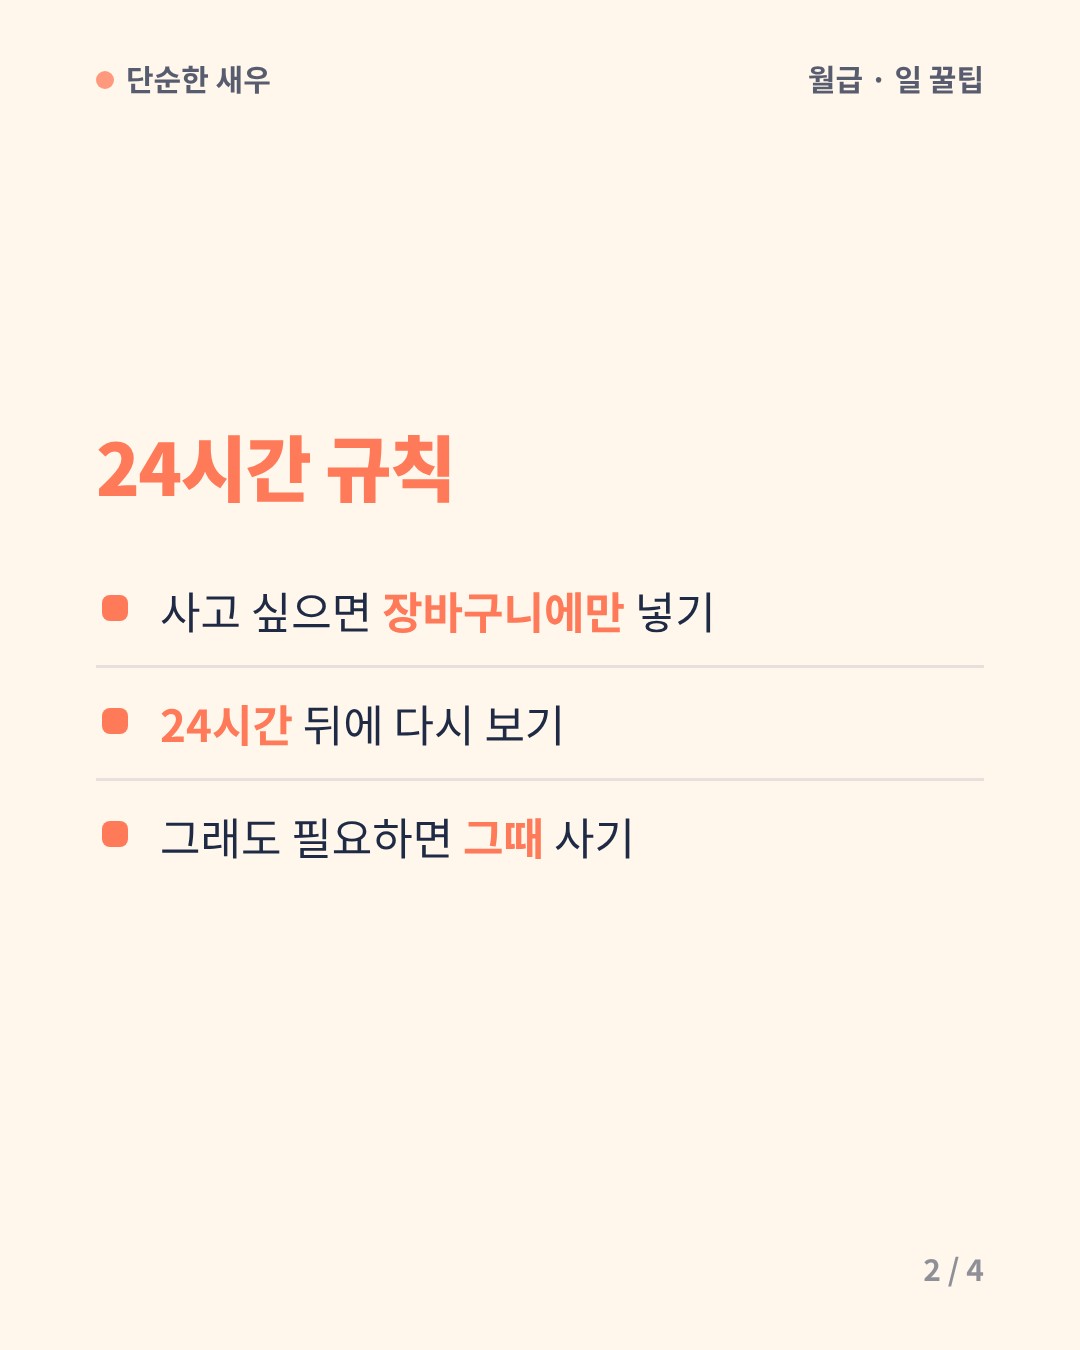 단순한 새우
월급 · 일 꿀팁
24시간 규칙
사고 싶으면 장바구니에만 넣기
24시간 뒤에 다시 보기
그래도 필요하면 그때 사기
2 / 4